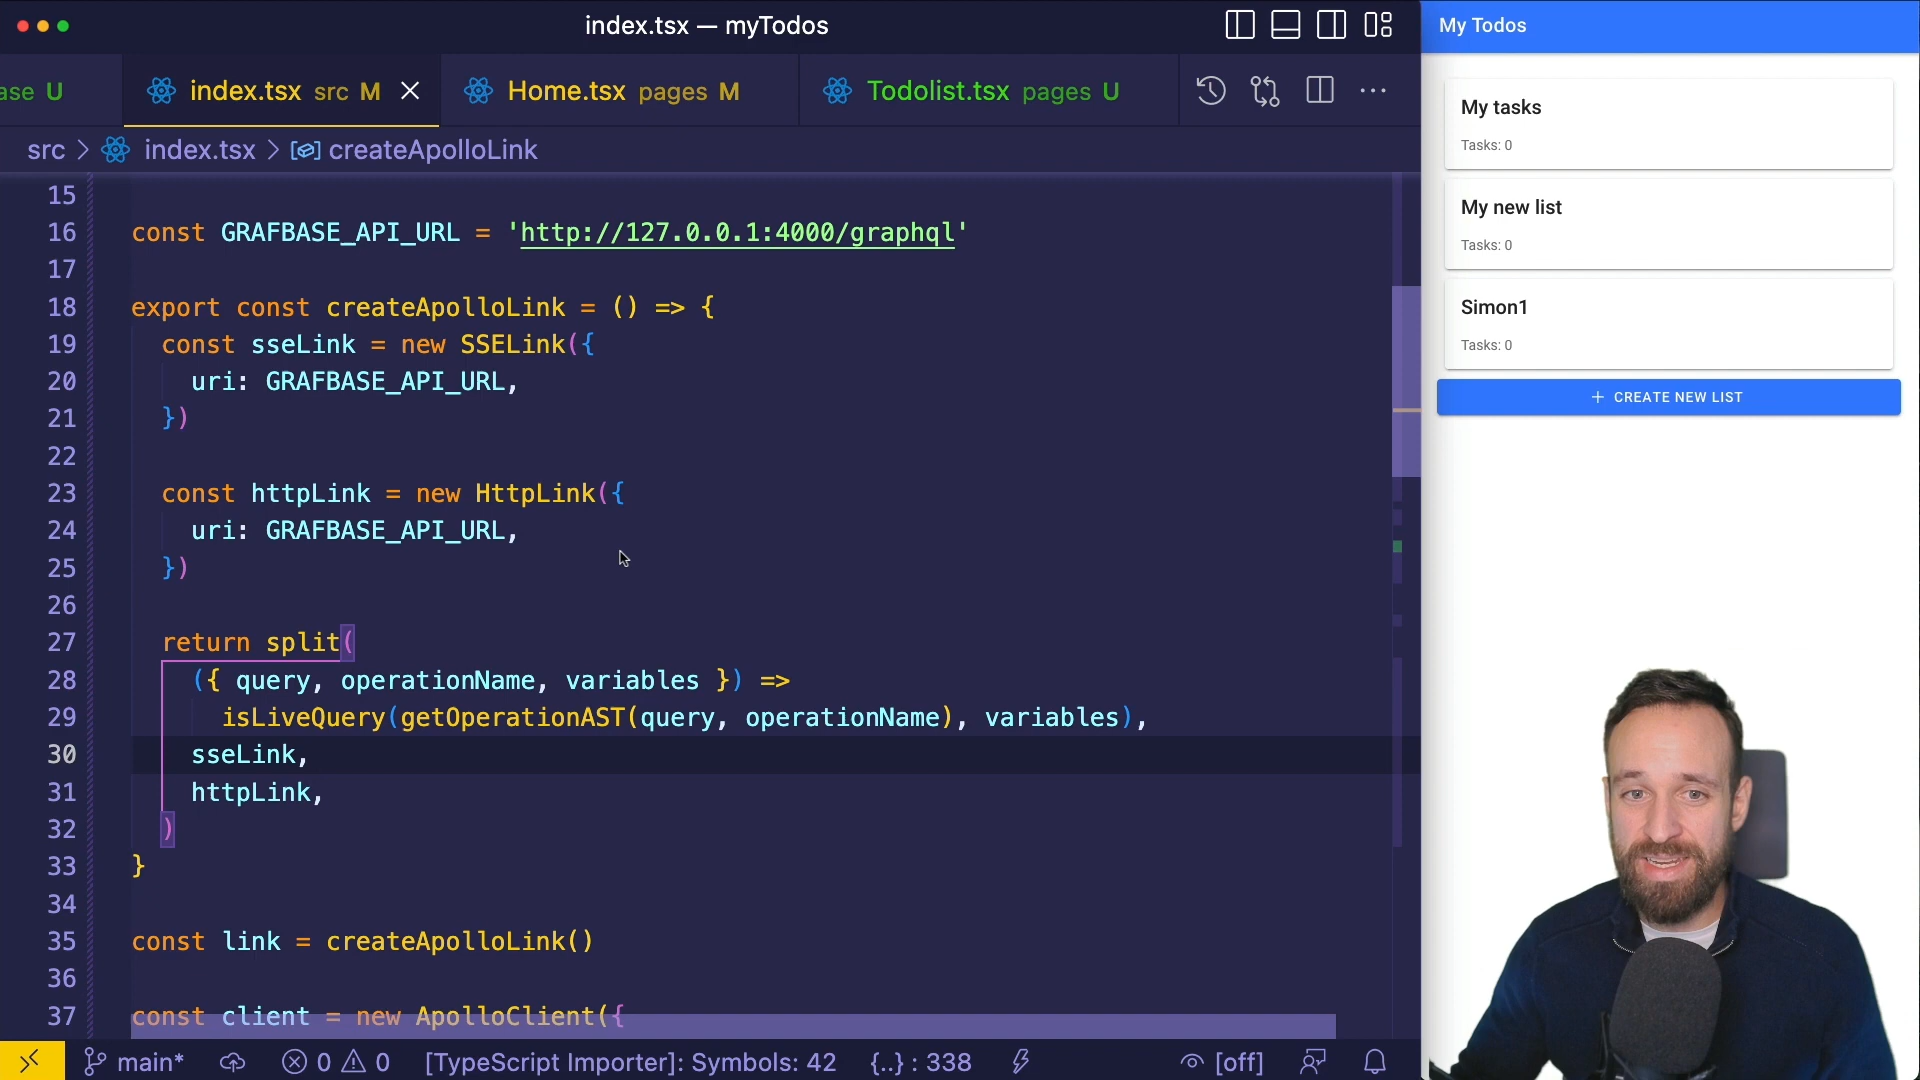 index.tsx — myTodos
ase U
index.tsx src M
Home.tsx pages M
Todolist.tsx pages U
src > index.tsx > createApolloLink
15
16 const GRAFBASE_API_URL = 'http://127.0.0.1:4000/graphql'
17
18 export const createApolloLink = () => {
19 const sseLink = new SSELink({
20 uri: GRAFBASE_API_URL,
21 })
22
23 const httpLink = new HttpLink({
24 uri: GRAFBASE_API_URL,
25 })
26
27 return split(
28 ({ query, operationName, variables }) =>
29 isLiveQuery(getOperationAST(query, operationName), variables),
30 sseLink,
31 httpLink,
32 )
33 }
34
35 const link = createApolloLink()
36
37 const client = new ApolloClient({
main* 0 0 [TypeScript Importer]: Symbols: 42 {..} : 338 [off]
My Todos
My tasks
Tasks: 0
My new list
Tasks: 0
Simon1
Tasks: 0
+ CREATE NEW LIST